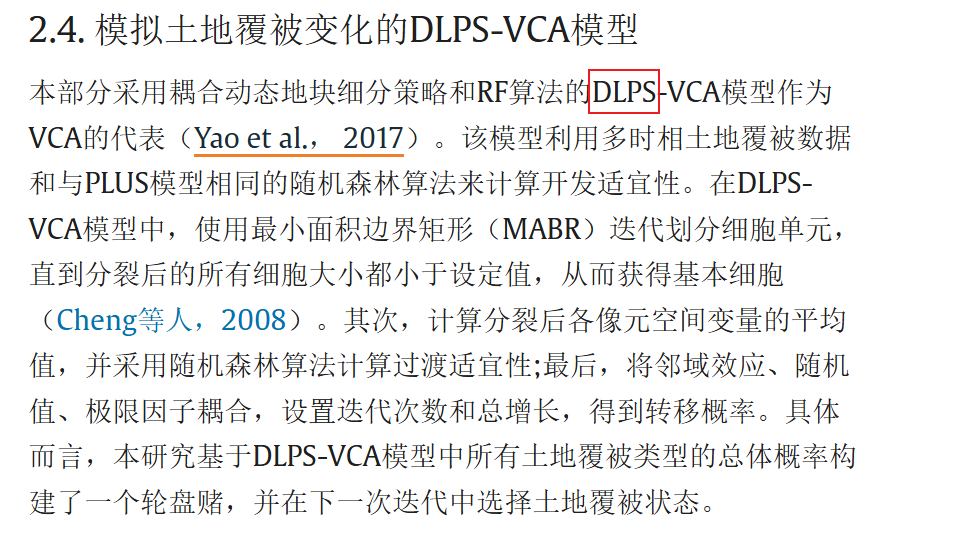 2.4. 模拟土地覆被变化的DLPS-VCA模型
本部分采用耦合动态地块细分策略和RF算法的DLPS-VCA模型作为
VCA的代表（Yao et al.， 2017）。该模型利用多时相土地覆被数据
和与PLUS模型相同的随机森林算法来计算开发适宜性。在DLPS-
VCA模型中，使用最小面积边界矩形（MABR）迭代划分细胞单元，
直到分裂后的所有细胞大小都小于设定值，从而获得基本细胞
（Cheng等人，2008）。其次，计算分裂后各像元空间变量的平均
值，并采用随机森林算法计算过渡适宜性;最后，将邻域效应、随机
值、极限因子耦合，设置迭代次数和总增长，得到转移概率。具体
而言，本研究基于DLPS-VCA模型中所有土地覆被类型的总体概率构
建了一个轮盘赌，并在下一次迭代中选择土地覆被状态。